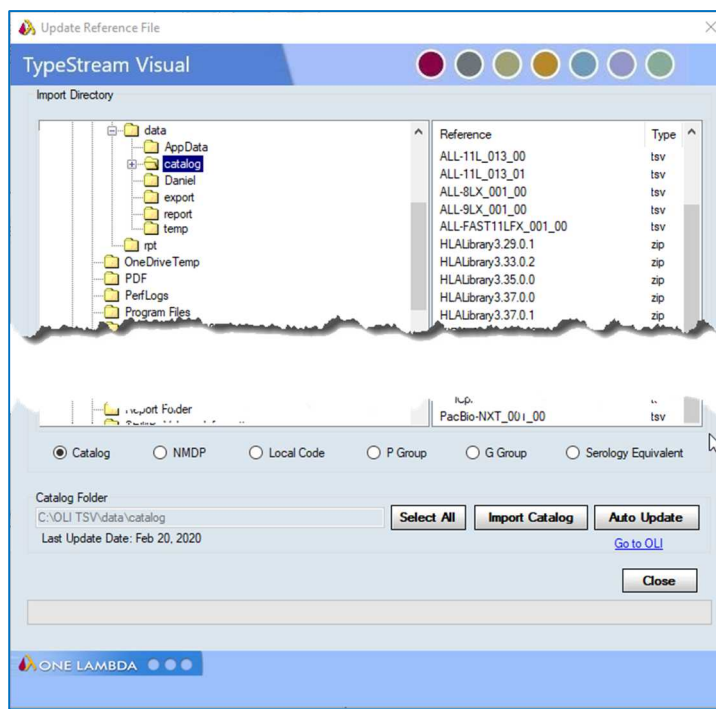 Update Reference File
TypeStream Visual
Import Directory
data
AppData
catalog
Daniel
export
report
temp
rpt
OneDriveTemp
PDF
PerfLogs
Program Files
Reference Type
ALL-11L_013_00 tsv
ALL-11L_013_01 tsv
ALL-8LX_001_00 tsv
ALL-9LX_001_00 tsv
ALL-FAST11LFX_001_00 tsv
HLALibrary3.29.0.1 zip
HLALibrary3.33.0.2 zip
HLALibrary3.35.0.0 zip
HLALibrary3.37.0.0 zip
HLALibrary3.37.0.1 zip
Report Folder
PacBio-NXT_001_00 tsv
Catalog NMDP Local Code P Group G Group Serology Equivalent
Catalog Folder
C:\OLI TSV\data\catalog Select All Import Catalog Auto Update
Last Update Date: Feb 20, 2020 Go to OLI
Close
ONE LAMBDA